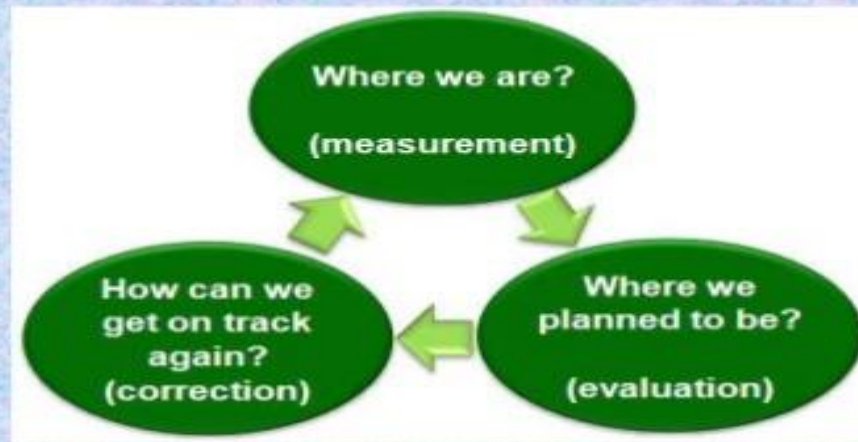 Where we are?
(measurement)
Where we
planned to be?
(evaluation)
How can we
get on track
again?
(correction)